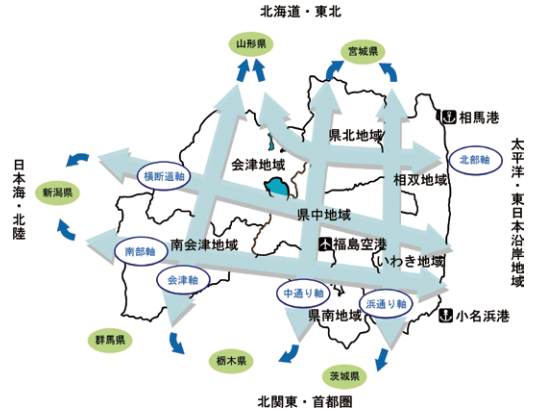 北海道・東北
山形県
宮城県
相馬港
県北地域
会津地域
北部軸
横断道軸
相双地域
新潟県
日本海・北陸
太平洋・東日本沿岸地域
県中地域
南会津地域
福島空港
南部軸
いわき地域
会津軸
中通り軸
浜通り軸
県南地域
小名浜港
群馬県
栃木県
茨城県
北関東・首都圏